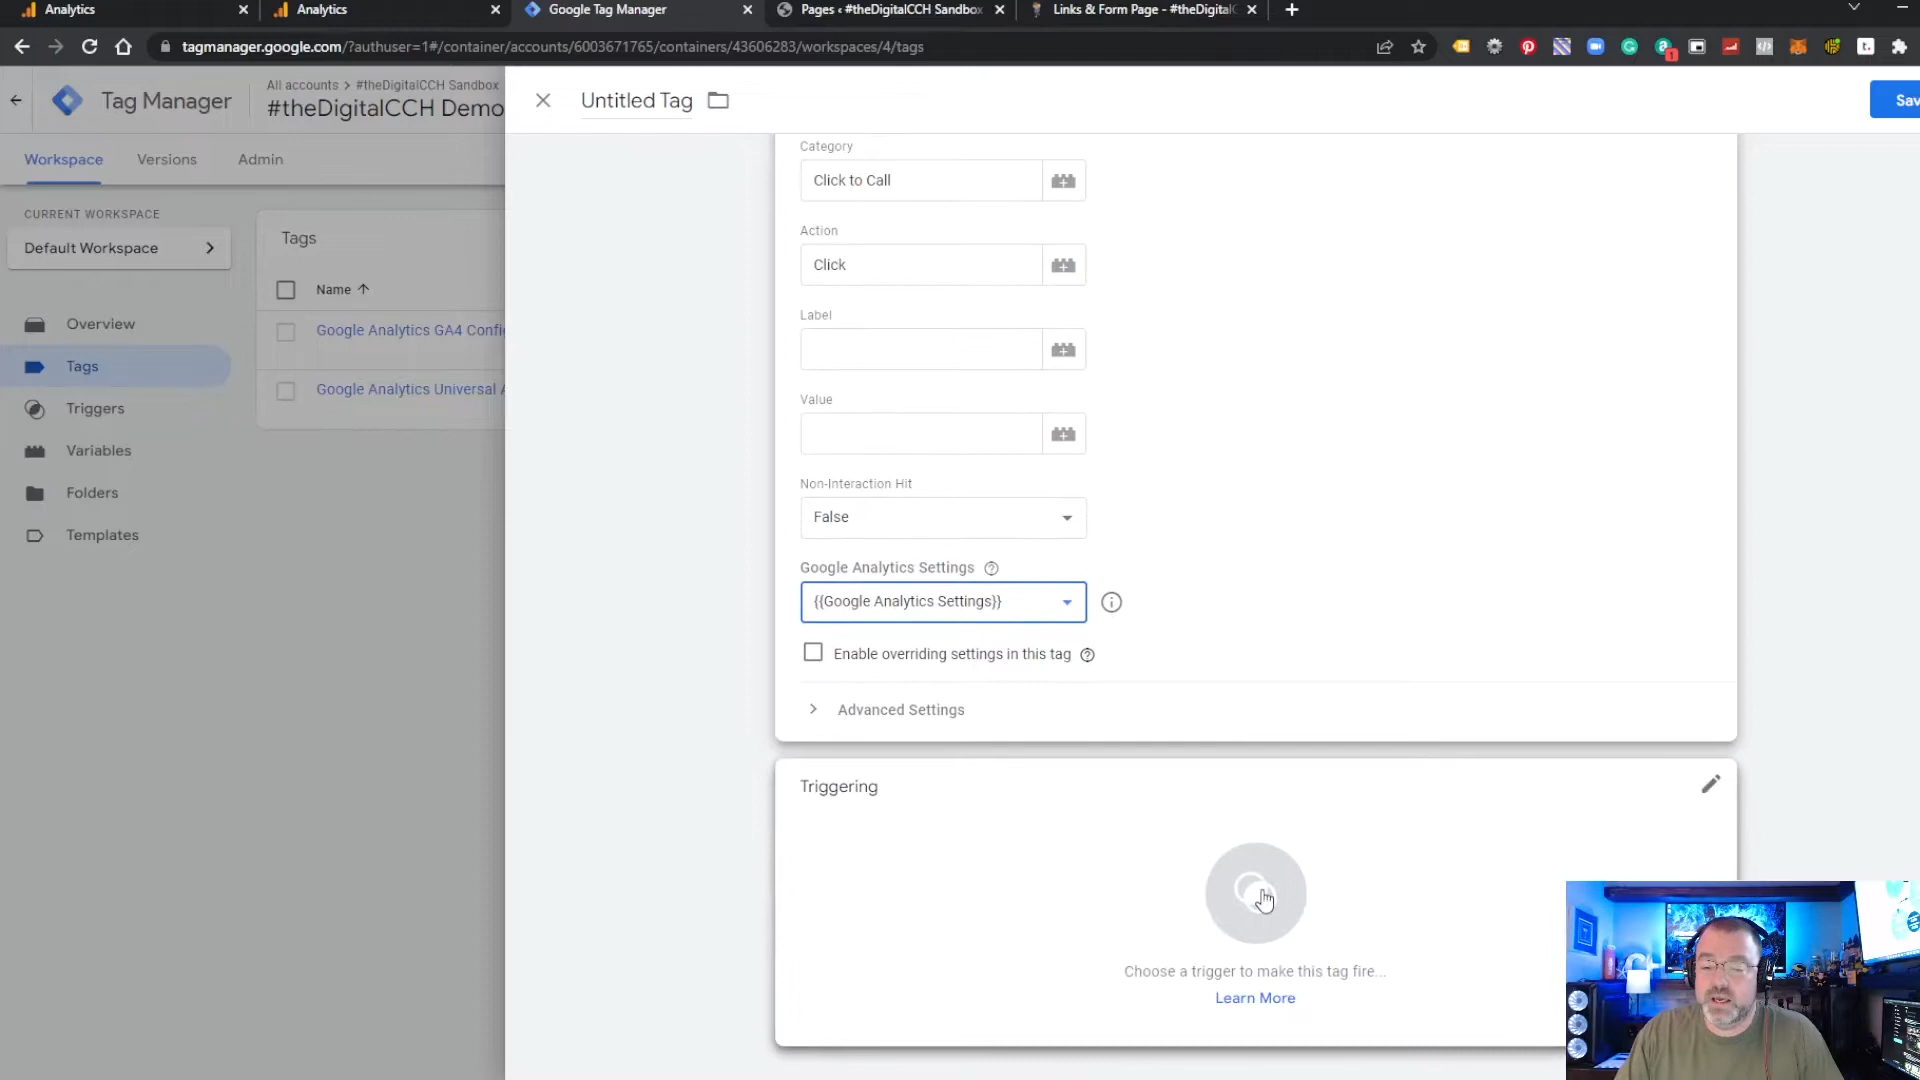 Analytics
Analytics
Google Tag Manager
Pages ‹ #theDigitalCCH Sandbox
Links & Form Page - #theDigital
tagmanager.google.com/?authuser=1#/container/accounts/6003671765/containers/43606283/workspaces/4/tags
1
t.
Tag Manager
All accounts > #theDigitalCCH Sandbox
#theDigitalCCH Demo
Untitled Tag
Sav
Workspace
Versions
Admin
CURRENT WORKSPACE
Default Workspace
Overview
Tags
Triggers
Variables
Folders
Templates
Tags
Name
Google Analytics GA4 Confi
Google Analytics Universal A
Category
Click to Call
Action
Click
Label
Value
Non-Interaction Hit
False
Google Analytics Settings
{{Google Analytics Settings}}
Enable overriding settings in this tag
Advanced Settings
Triggering
Choose a trigger to make this tag fire...
Learn More